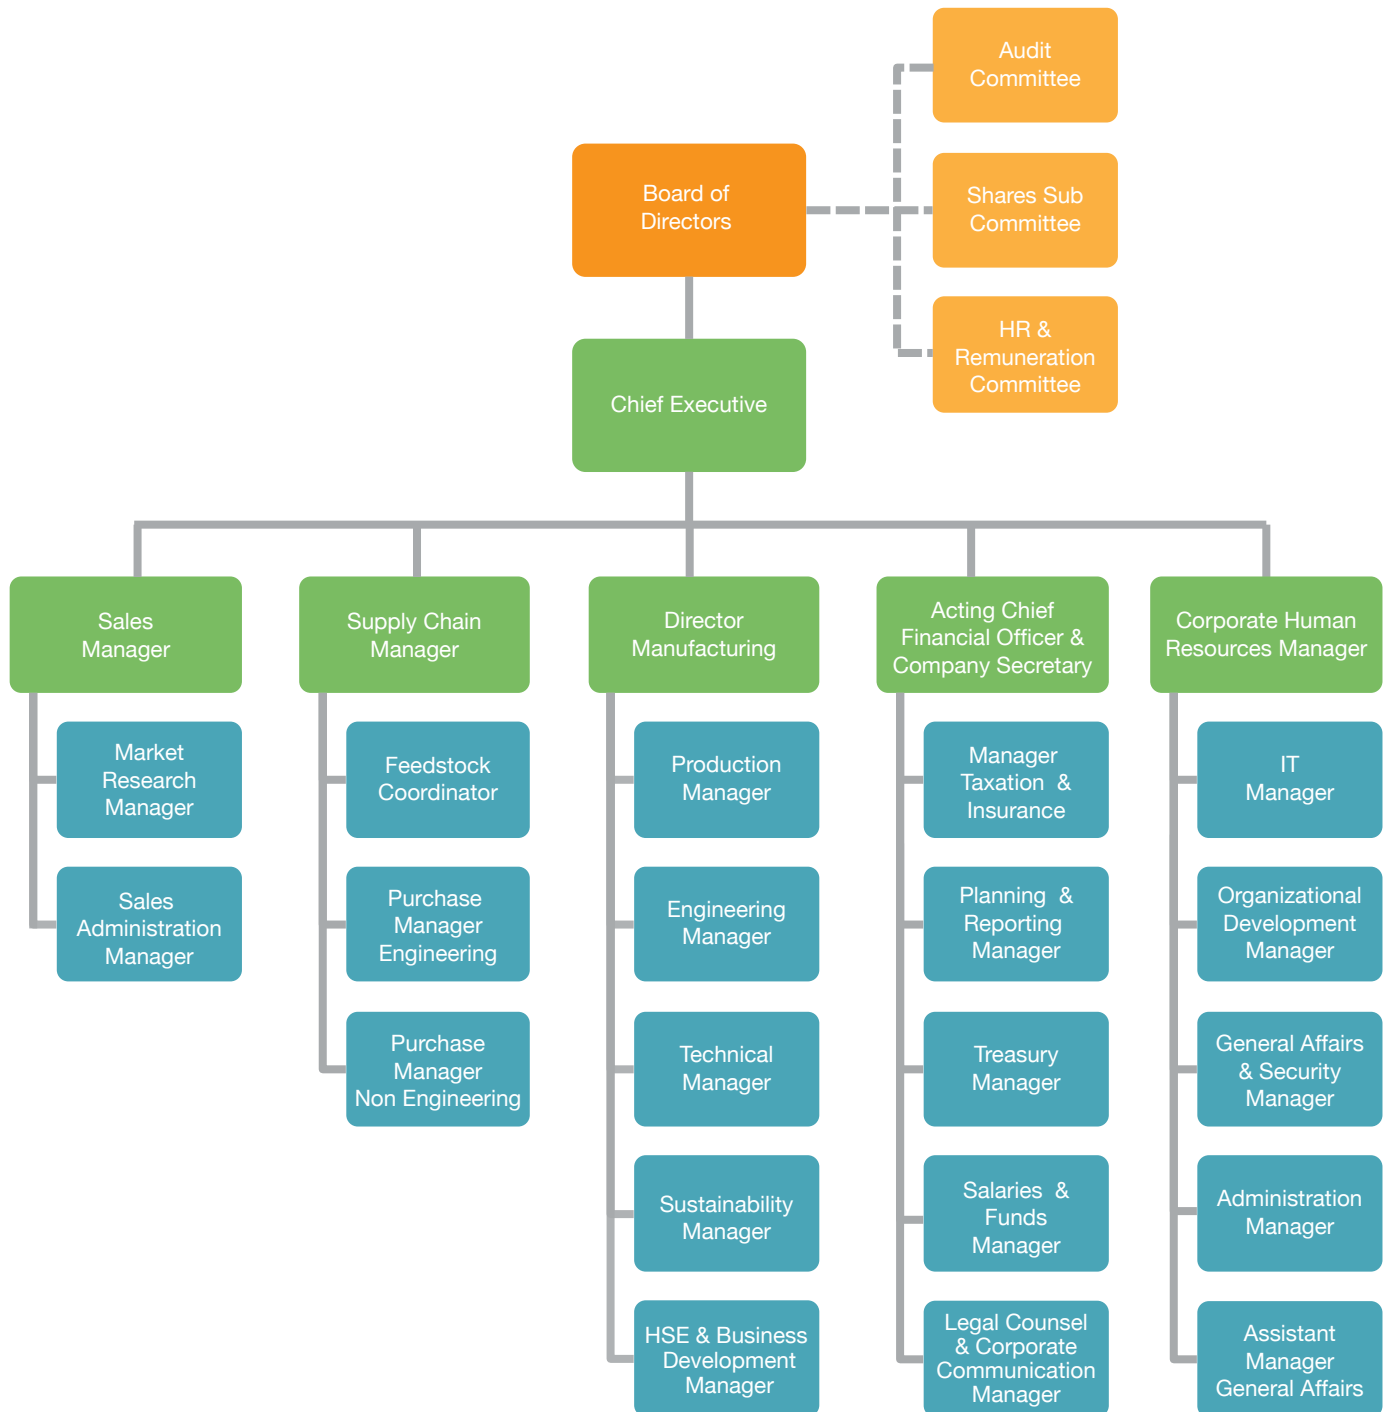 Audit
Committee
Board of
Directors
Shares Sub
Committee
HR &
Remuneration
Committee
Chief Executive
Sales
Manager
Supply Chain
Manager
Director
Manufacturing
Acting Chief
Financial Officer &
Company Secretary
Corporate Human
Resources Manager
Market
Research
Manager
Sales
Administration
Manager
Feedstock
Coordinator
Purchase
Manager
Engineering
Purchase
Manager
Non Engineering
Production
Manager
Engineering
Manager
Technical
Manager
Sustainability
Manager
HSE & Business
Development
Manager
Manager
Taxation &
Insurance
Planning &
Reporting
Manager
Treasury
Manager
Salaries &
Funds
Manager
Legal Counsel
& Corporate
Communication
Manager
IT
Manager
Organizational
Development
Manager
General Affairs
& Security
Manager
Administration
Manager
Assistant
Manager
General Affairs